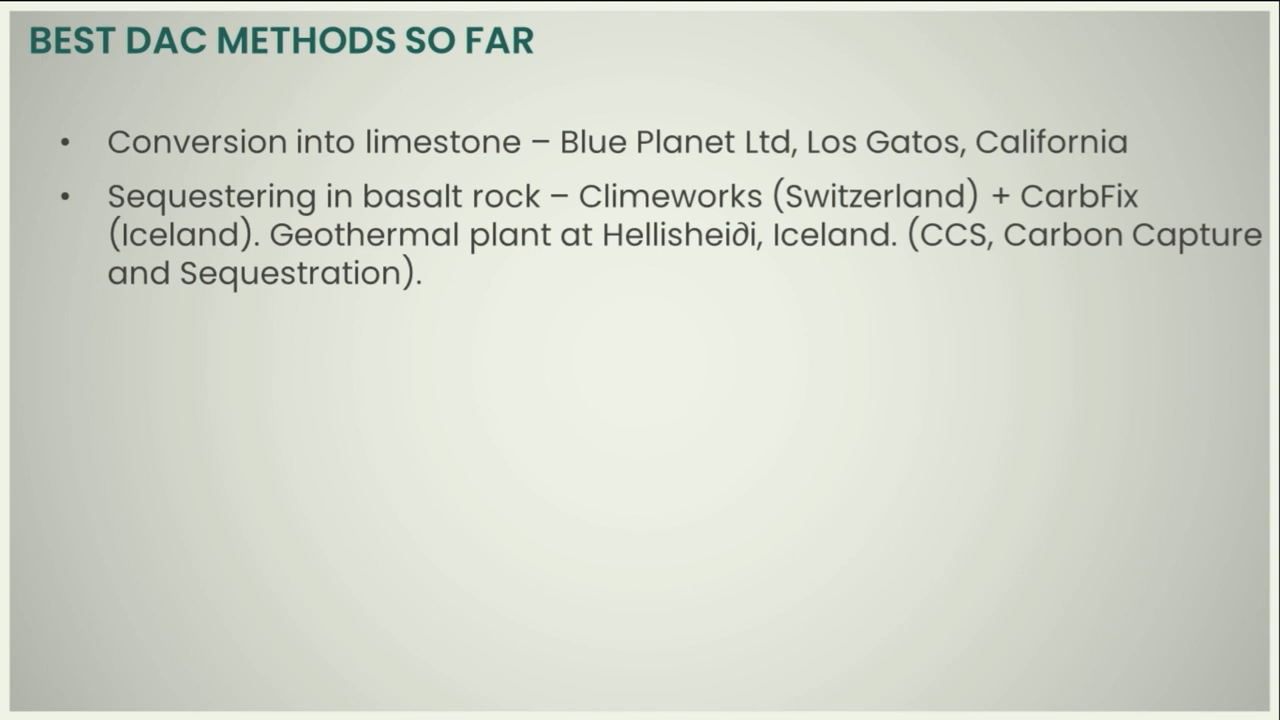 BEST DAC METHODS SO FAR
• Conversion into limestone – Blue Planet Ltd, Los Gatos, California
• Sequestering in basalt rock – Climeworks (Switzerland) + CarbFix
(Iceland). Geothermal plant at Hellishei∂i, Iceland. (CCS, Carbon Capture
and Sequestration).